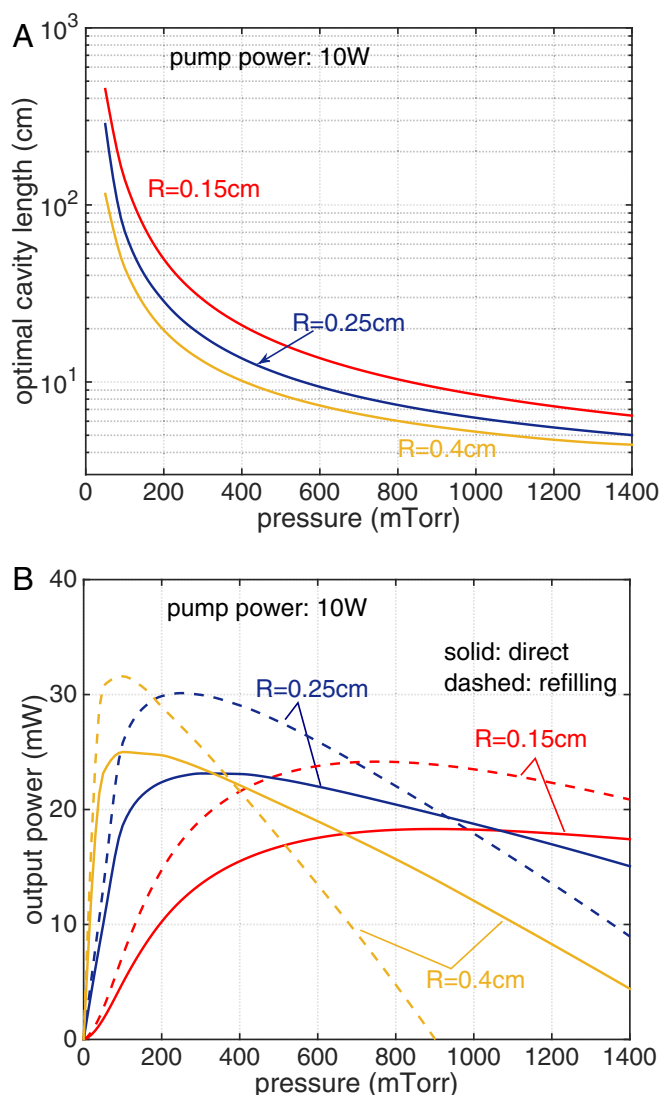 A
pump power: 10W
optimal cavity length (cm)
10^3
10^2
10^1
R=0.15cm
R=0.25cm
R=0.4cm
0 200 400 600 800 1000 1200 1400
pressure (mTorr)
B
pump power: 10W
solid: direct
dashed: refilling
output power (mW)
40
30
20
10
0
R=0.25cm
R=0.15cm
R=0.4cm
0 200 400 600 800 1000 1200 1400
pressure (mTorr)